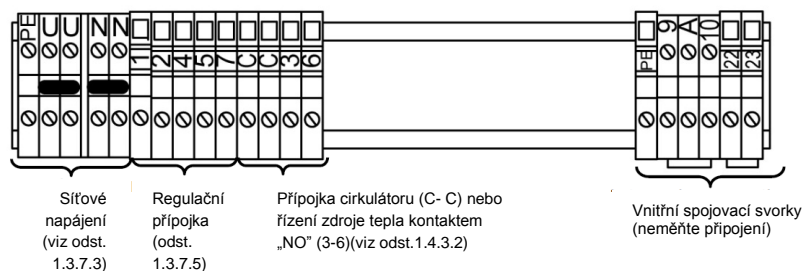 PE U U N N 1 2 4 5 7 C C 3 6 PE 9 A 10 22 23
Síťové
napájení
(viz odst.
1.3.7.3)
Regulační
přípojka
(odst.
1.3.7.5)
Přípojka cirkulátoru (C- C) nebo
řízení zdroje tepla kontaktem
„NO” (3-6)(viz odst.1.4.3.2)
Vnitřní spojovací svorky
(neměňte připojení)